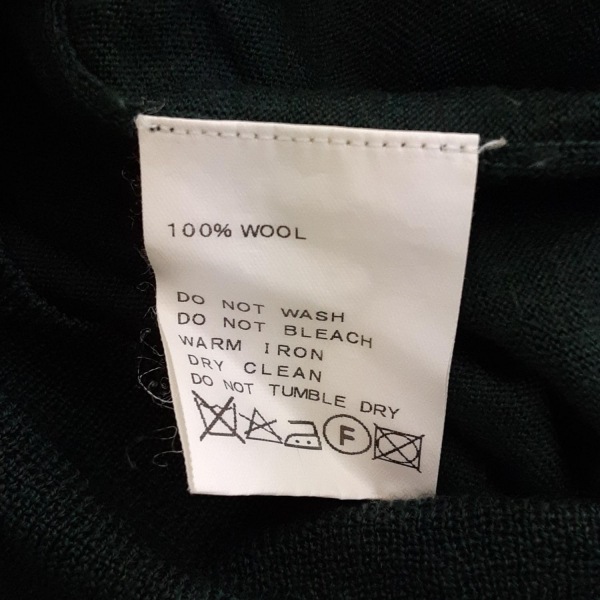 100% WOOL
DO NOT WASH
DO NOT BLEACH
WARM IRON
DRY CLEAN
DO NOT TUMBLE DRY
F